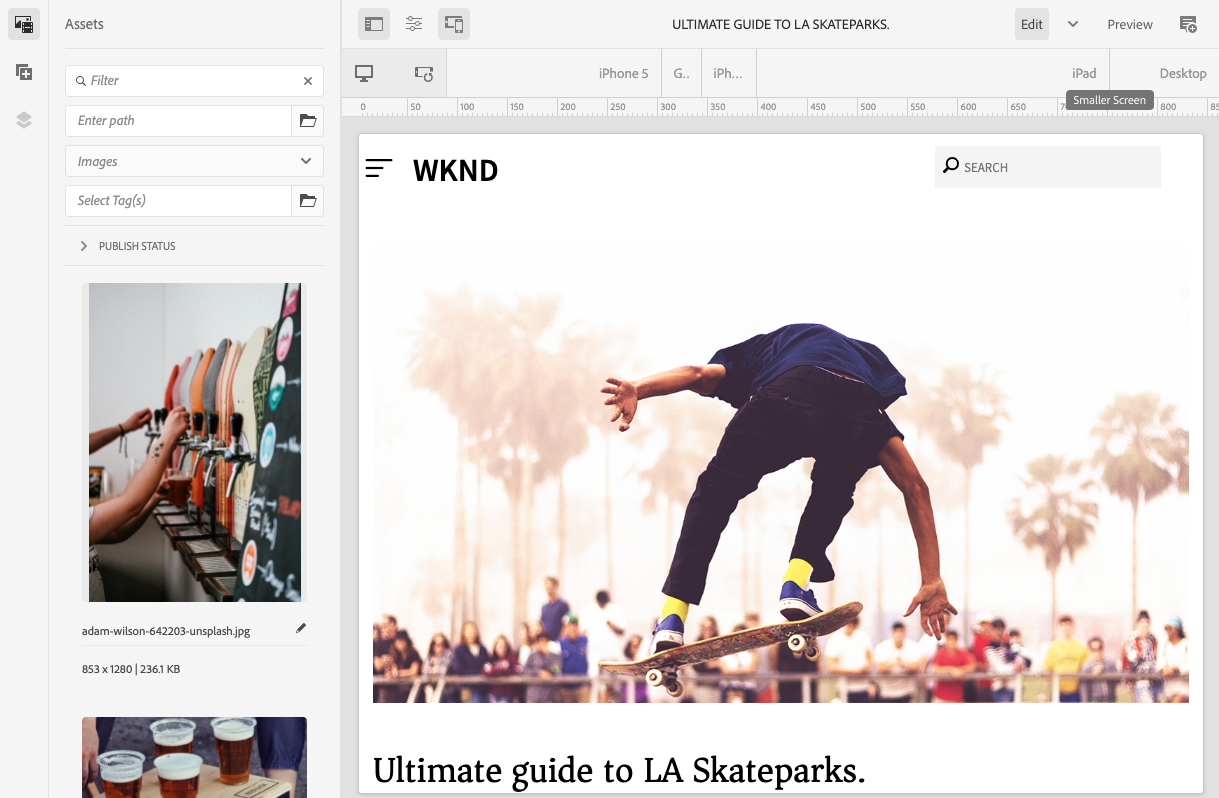 Assets
ULTIMATE GUIDE TO LA SKATEPARKS.
Edit
Preview
Filter
Enter path
Images
Select Tag(s)
PUBLISH STATUS
adam-wilson-642203-unsplash.jpg
853 x 1280 | 236.1 KB
iPhone 5
G..
iPh...
iPad
Desktop
Smaller Screen
0 50 100 150 200 250 300 350 400 450 500 550 600 650 800
WKND
SEARCH
Ultimate guide to LA Skateparks.